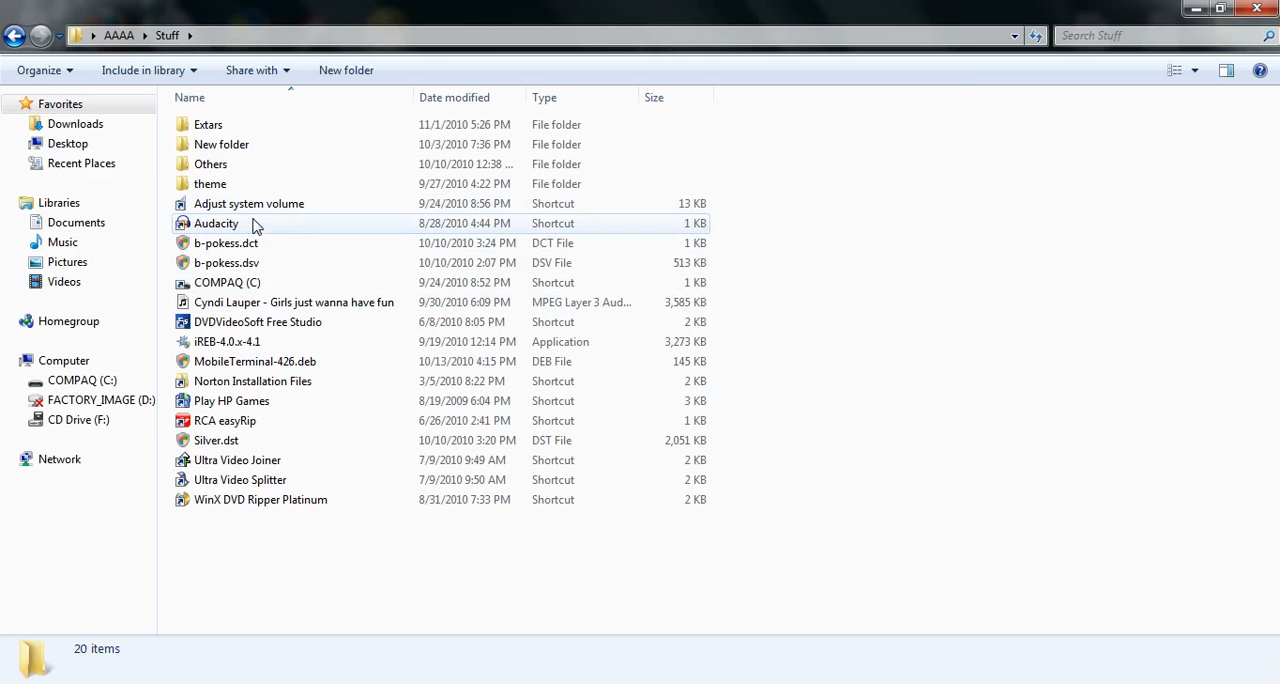 AAAA Stuff Search Stuff
Organize Include in library Share with New folder
Name Date modified Type Size
Favorites
Downloads
Desktop
Recent Places
Libraries
Documents
Music
Pictures
Videos
Homegroup
Computer
COMPAQ (C:)
FACTORY_IMAGE (D:)
CD Drive (F:)
Network
Extars 11/1/2010 5:26 PM File folder
New folder 10/3/2010 7:36 PM File folder
Others 10/10/2010 12:38 ... File folder
theme 9/27/2010 4:22 PM File folder
Adjust system volume 9/24/2010 8:56 PM Shortcut 13 KB
Audacity 8/28/2010 4:44 PM Shortcut 1 KB
b-pokess.dct 10/10/2010 3:24 PM DCT File 1 KB
b-pokess.dsv 10/10/2010 2:07 PM DSV File 513 KB
COMPAQ (C) 9/24/2010 8:52 PM Shortcut 1 KB
Cyndi Lauper - Girls just wanna have fun 9/30/2010 6:09 PM MPEG Layer 3 Aud... 3,585 KB
DVDVideoSoft Free Studio 6/8/2010 8:05 PM Shortcut 2 KB
iREB-4.0.x-4.1 9/19/2010 12:14 PM Application 3,273 KB
MobileTerminal-426.deb 10/13/2010 4:15 PM DEB File 145 KB
Norton Installation Files 3/5/2010 8:22 PM Shortcut 2 KB
Play HP Games 8/19/2009 6:04 PM Shortcut 3 KB
RCA easyRip 6/26/2010 2:41 PM Shortcut 1 KB
Silver.dst 10/10/2010 3:20 PM DST File 2,051 KB
Ultra Video Joiner 7/9/2010 9:49 AM Shortcut 2 KB
Ultra Video Splitter 7/9/2010 9:50 AM Shortcut 2 KB
WinX DVD Ripper Platinum 8/31/2010 7:33 PM Shortcut 2 KB
20 items